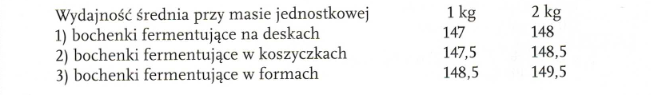 Wydajność średnia przy masie jednostkowej 1 kg 2 kg
1) bochenki fermentujące na deskach 147 148
2) bochenki fermentujące w koszyczkach 147,5 148,5
3) bochenki fermentujące w formach 148,5 149,5